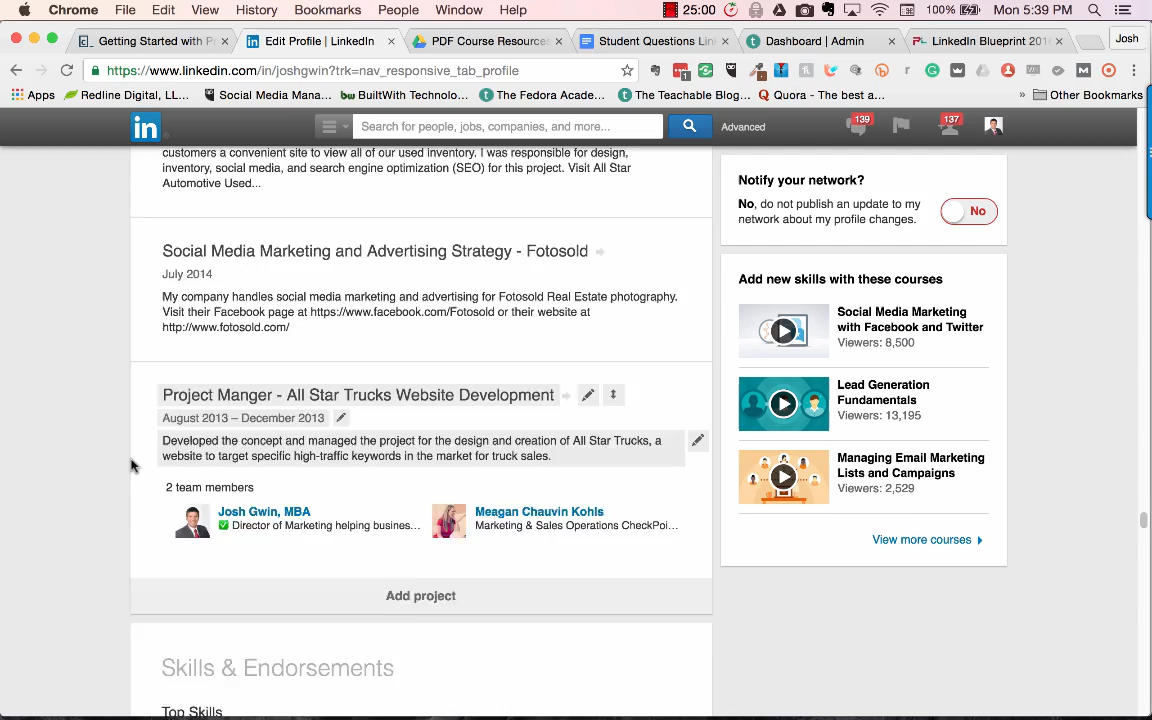 Chrome File Edit View History Bookmarks People Window Help 25:00 100% Mon 5:39 PM
Getting Started with Pr Edit Profile | LinkedIn PDF Course Resources Student Questions Lin Dashboard | Admin LinkedIn Blueprint 201 Josh
https://www.linkedin.com/in/joshgwin?trk=nav_responsive_tab_profile
Apps Redline Digital, LL... Social Media Mana... bw BuiltWith Technolo... The Fedora Acade... The Teachable Blog... Quora - The best a... » Other Bookmarks
in Search for people, jobs, companies, and more... Advanced 139 137
customers a convenient site to view all of our used inventory. I was responsible for design,
inventory, social media, and search engine optimization (SEO) for this project. Visit All Star
Automotive Used...
Social Media Marketing and Advertising Strategy - Fotosold
July 2014
My company handles social media marketing and advertising for Fotosold Real Estate photography.
Visit their Facebook page at https://www.facebook.com/Fotosold or their website at
http://www.fotosold.com/
Project Manger - All Star Trucks Website Development
August 2013 – December 2013
Developed the concept and managed the project for the design and creation of All Star Trucks, a
website to target specific high-traffic keywords in the market for truck sales.
2 team members
Josh Gwin, MBA
Director of Marketing helping busines...
Meagan Chauvin Kohls
Marketing & Sales Operations CheckPoi...
Add project
Skills & Endorsements
Top Skills
Notify your network?
No, do not publish an update to my
network about my profile changes.
No
Add new skills with these courses
Social Media Marketing
with Facebook and Twitter
Viewers: 8,500
Lead Generation
Fundamentals
Viewers: 13,195
Managing Email Marketing
Lists and Campaigns
Viewers: 2,529
View more courses